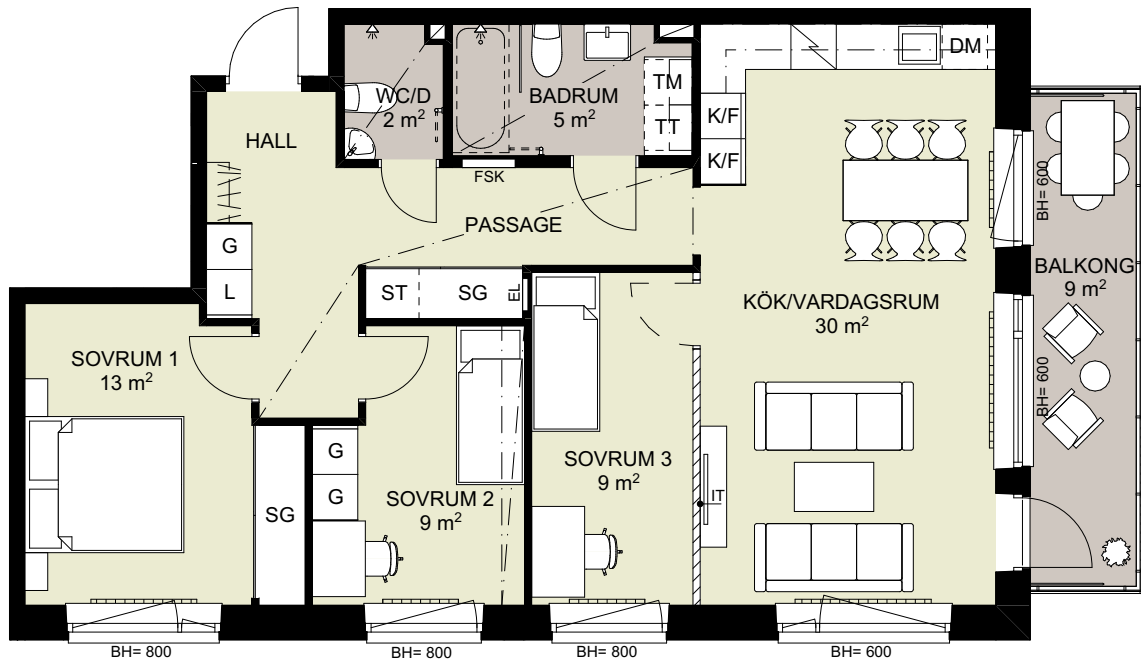 DM
WC/D
2 m²
BADRUM
5 m²
TM
TT
K/F
K/F
HALL
FSK
PASSAGE
G
L
ST
SG
EL
BH= 600
BALKONG
9 m²
KÖK/VARDAGSRUM
30 m²
SOVRUM 1
13 m²
BH= 600
G
G
SG
SOVRUM 2
9 m²
SOVRUM 3
9 m²
IT
BH= 800
BH= 800
BH= 800
BH= 600